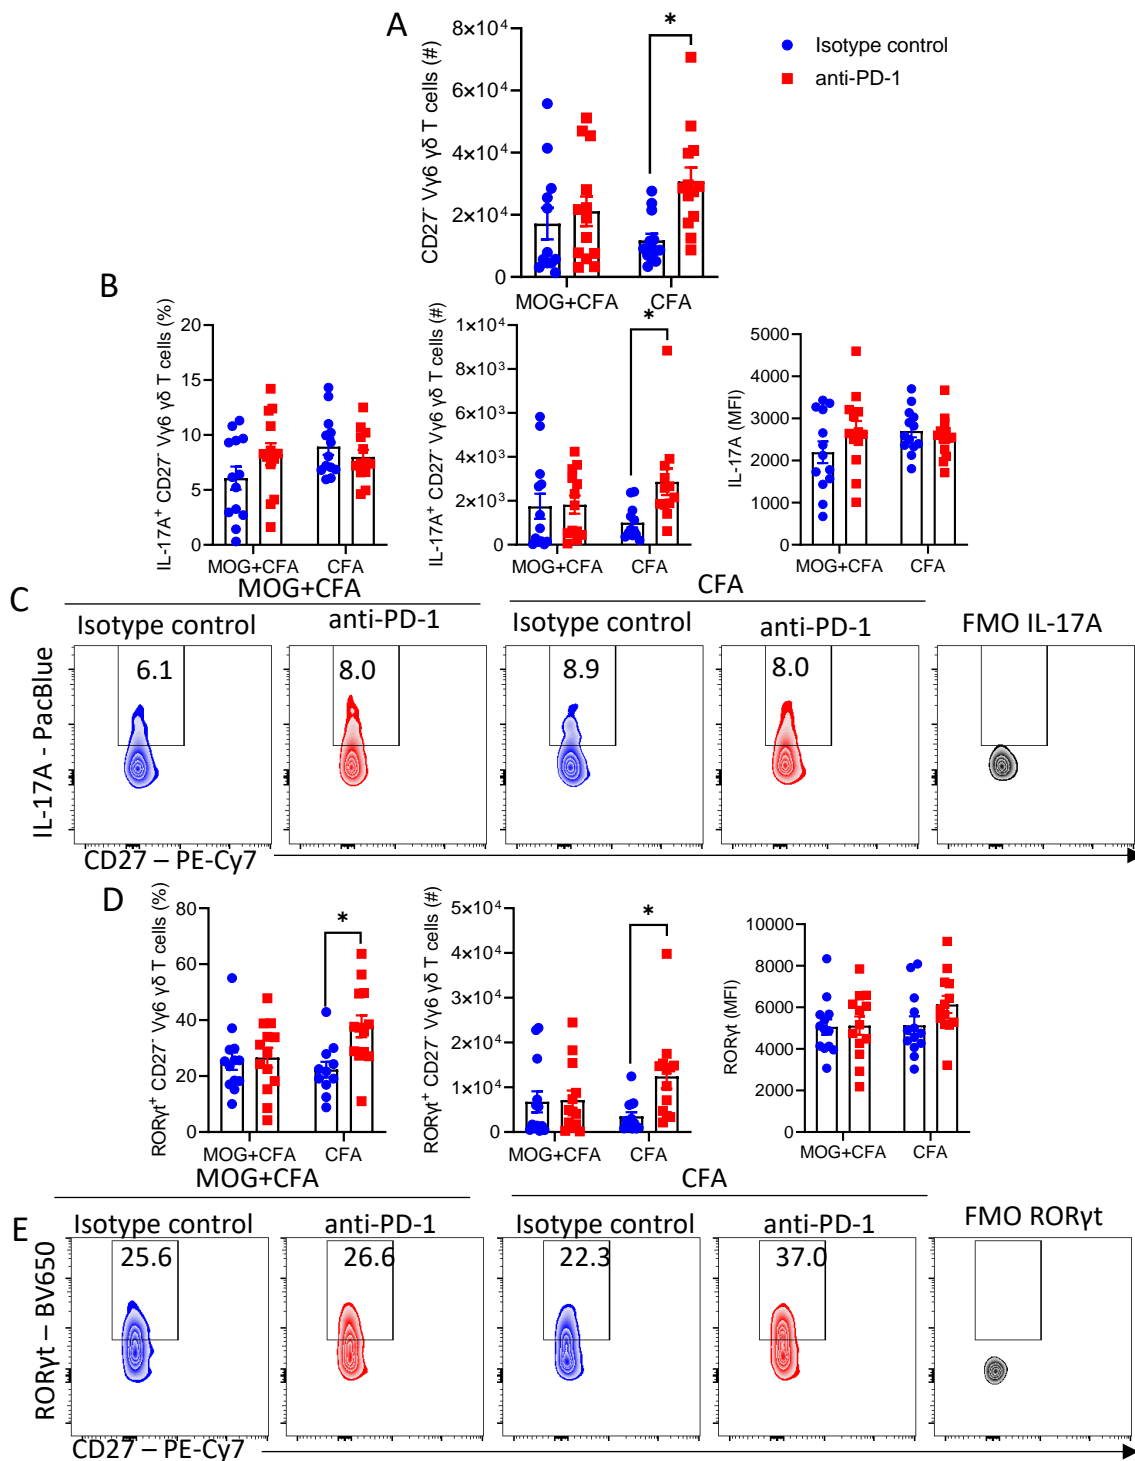 A
CD27⁻ Vγ6 γδ T cells (#)
8×10⁴
6×10⁴
4×10⁴
2×10⁴
0
*
MOG+CFA
CFA
Isotype control
anti-PD-1
B
IL-17A⁺ CD27⁻ Vγ6 γδ T cells (%)
20
15
10
5
0
MOG+CFA
CFA
IL-17A⁺ CD27⁻ Vγ6 γδ T cells (#)
1×10⁴
8×10³
6×10³
4×10³
2×10³
0
*
MOG+CFA
CFA
IL-17A (MFI)
5000
4000
3000
2000
1000
0
MOG+CFA
CFA
C
MOG+CFA
CFA
Isotype control
anti-PD-1
Isotype control
anti-PD-1
FMO IL-17A
6.1
8.0
8.9
8.0
IL-17A - PacBlue
CD27 – PE-Cy7
D
RORγt⁺ CD27⁻ Vγ6 γδ T cells (%)
80
60
40
20
0
*
MOG+CFA
CFA
RORγt⁺ CD27⁻ Vγ6 γδ T cells (#)
5×10⁴
4×10⁴
3×10⁴
2×10⁴
1×10⁴
0
*
MOG+CFA
CFA
RORγt (MFI)
10000
8000
6000
4000
2000
0
MOG+CFA
CFA
E
MOG+CFA
CFA
Isotype control
anti-PD-1
Isotype control
anti-PD-1
FMO RORγt
25.6
26.6
22.3
37.0
RORγt – BV650
CD27 – PE-Cy7